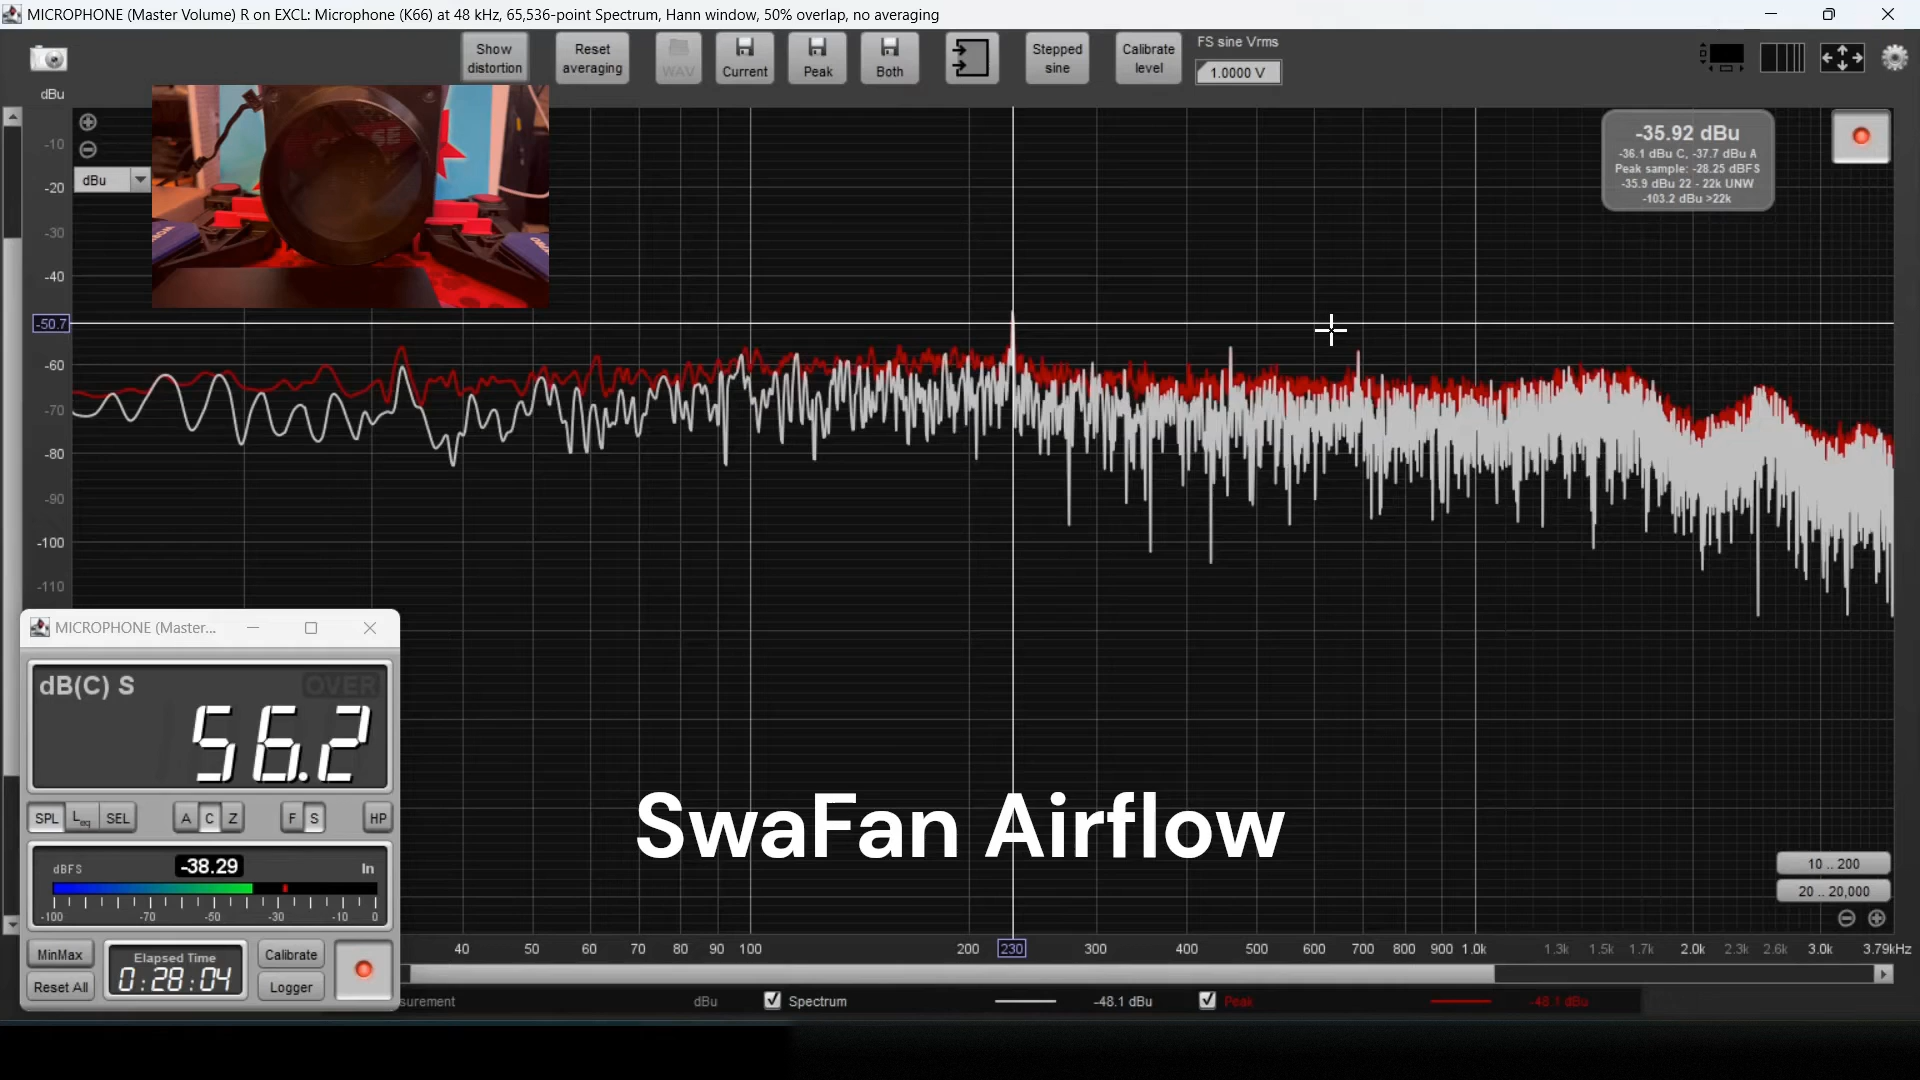 MICROPHONE (Master Volume) R on EXCL: Microphone (K66) at 48 kHz, 65,536-point Spectrum, Hann window, 50% overlap, no averaging
Show distortion
Reset averaging
WAV
Current
Peak
Both
Stepped sine
Calibrate level
FS sine Vrms
1.0000 V
dBu
-10
dBu
-20
-30
-40
-50.7
-60
-70
-80
-90
-100
-110
-35.92 dBu
-36.1 dBu C, -37.7 dBu A
Peak sample: -28.25 dBFS
-35.9 dBu 22 - 22k UNW
-103.2 dBu >22k
MICROPHONE (Master...
dB(C) S
OVER
56.2
SPL Leq SEL A C Z F S HP
dBFS -38.29 In
-100 -70 -50 -30 -10 0
MinMax
Elapsed Time
0:28:04
Calibrate
Reset All
Logger
SwaFan Airflow
10 .. 200
20 .. 20,000
40 50 60 70 80 90 100 200 230 300 400 500 600 700 800 900 1.0k 1.3k 1.5k 1.7k 2.0k 2.3k 2.6k 3.0k 3.79kHz
surement dBu Spectrum -48.1 dBu Peak -48.1 dBu